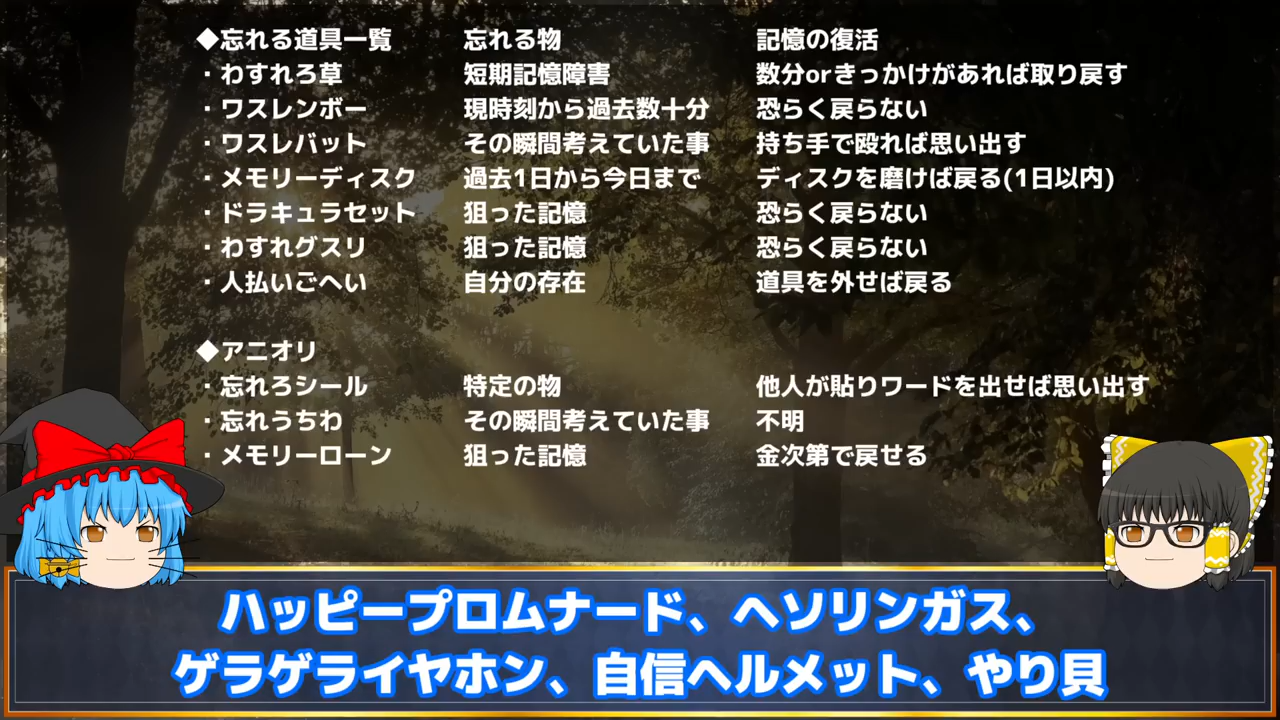 ◆忘れる道具一覧 忘れる物 記憶の復活
・わすれろ草 短期記憶障害 数分orきっかけがあれば取り戻す
・ワスレンボー 現時刻から過去数十分 恐らく戻らない
・ワスレバット その瞬間考えていた事 持ち手で殴れば思い出す
・メモリーディスク 過去1日から今日まで ディスクを磨けば戻る(1日以内)
・ドラキュラセット 狙った記憶 恐らく戻らない
・わすれグスリ 狙った記憶 恐らく戻らない
・人払いごへい 自分の存在 道具を外せば戻る
◆アニオリ
・忘れろシール 特定の物 他人が貼りワードを出せば思い出す
・忘れうちわ その瞬間考えていた事 不明
・メモリーローン 狙った記憶 金次第で戻せる
ハッピープロムナード、ヘソリンガス、
ゲラゲライヤホン、自信ヘルメット、やり貝